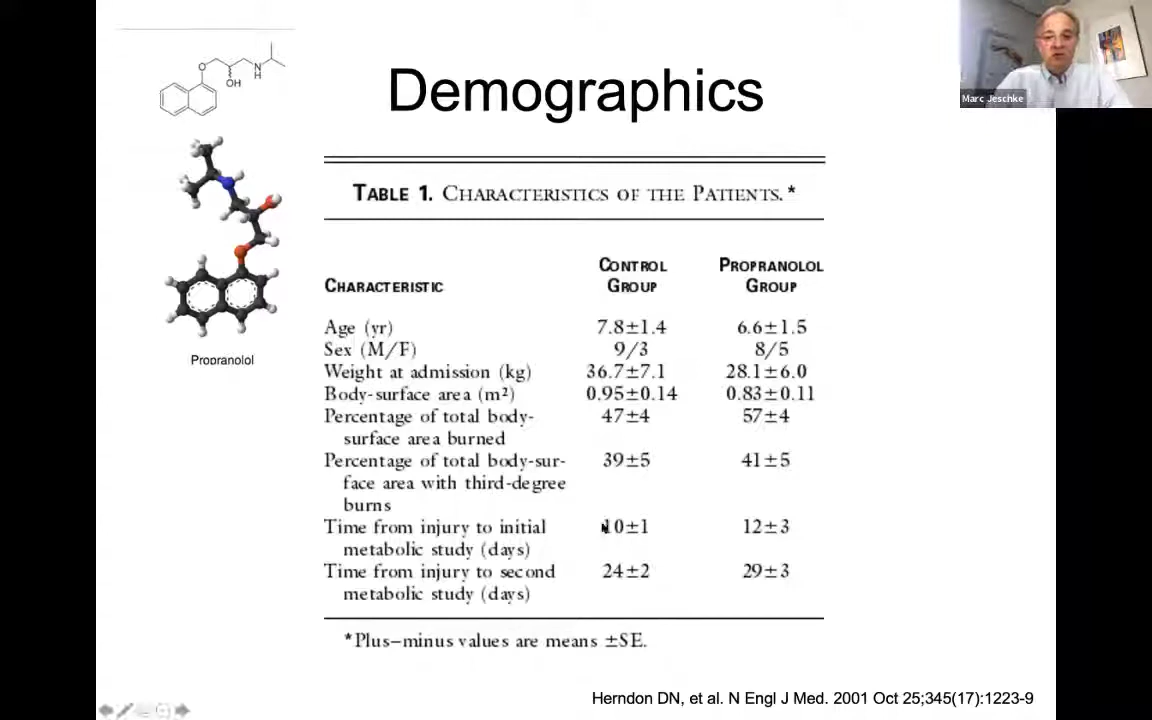 Demographics
Marc Jeschke
O
OH
N
H
Propranolol
TABLE 1. CHARACTERISTICS OF THE PATIENTS.*
CHARACTERISTIC CONTROL GROUP PROPRANOLOL GROUP
Age (yr) 7.8±1.4 6.6±1.5
Sex (M/F) 9/3 8/5
Weight at admission (kg) 36.7±7.1 28.1±6.0
Body-surface area (m²) 0.95±0.14 0.83±0.11
Percentage of total body- 47±4 57±4
surface area burned
Percentage of total body-sur- 39±5 41±5
face area with third-degree
burns
Time from injury to initial 10±1 12±3
metabolic study (days)
Time from injury to second 24±2 29±3
metabolic study (days)
*Plus–minus values are means ±SE.
Herndon DN, et al. N Engl J Med. 2001 Oct 25;345(17):1223-9